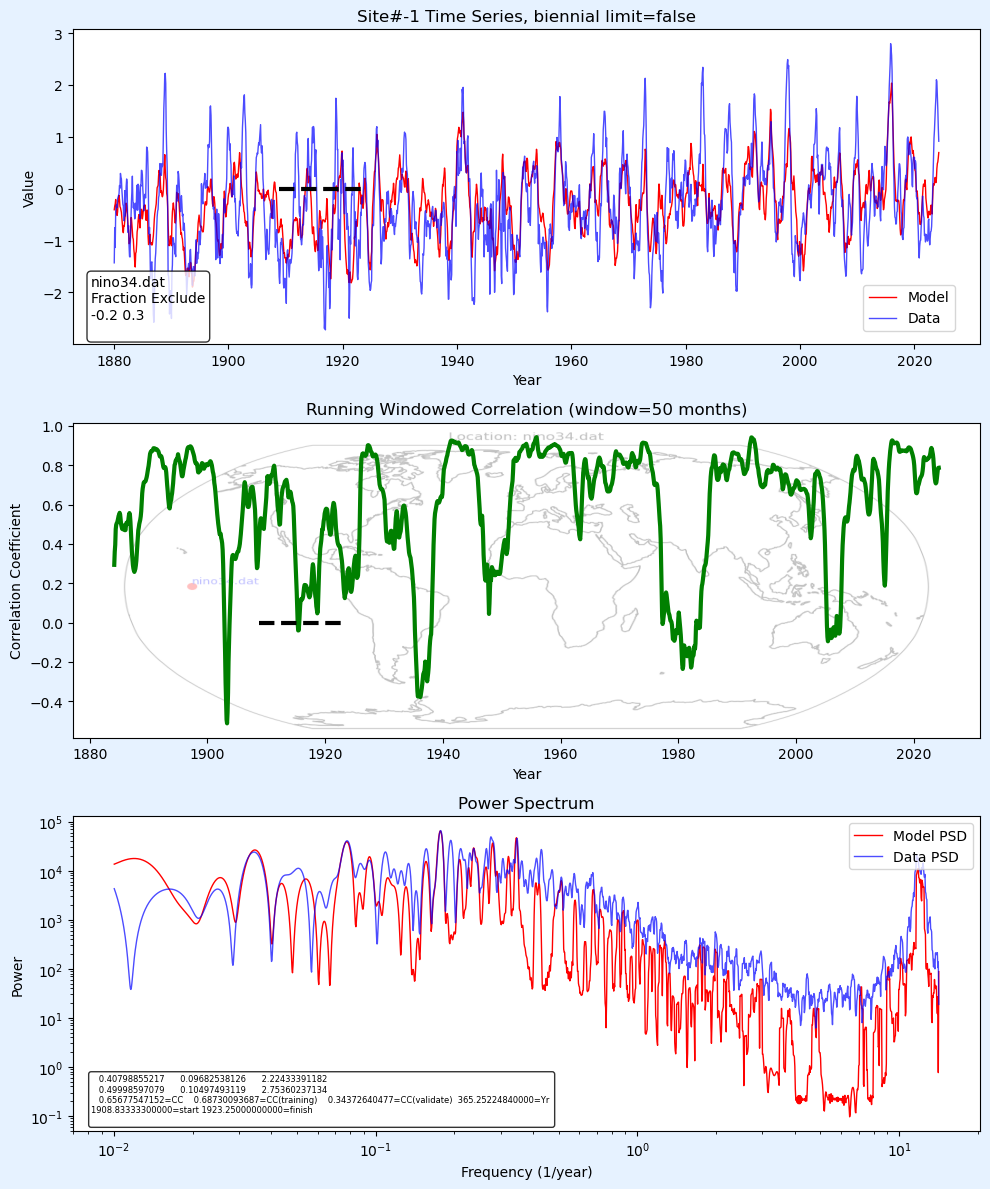 Site#-1 Time Series, biennial limit=false
3
2
1
0
−1
−2
Value
nino34.dat
Fraction Exclude
-0.2 0.3
Model
Data
1880 1900 1920 1940 1960 1980 2000 2020
Year
Running Windowed Correlation (window=50 months)
Location: nino34.dat
1.0
0.8
0.6
0.4
0.2
0.0
−0.2
−0.4
Correlation Coefficient
nino34.dat
1880 1900 1920 1940 1960 1980 2000 2020
Year
Power Spectrum
10^5
10^4
10^3
10^2
10^1
10^0
10^−1
Power
Model PSD
Data PSD
0.40798855217 0.09682538126 2.22433391182
0.49998597079 0.10497493119 2.75360237134
0.65677547152=CC 0.68730093687=CC(training) 0.34372640477=CC(validate) 365.25224840000=Yr
1908.83333300000=start 1923.25000000000=finish
10^−2 10^−1 10^0 10^1
Frequency (1/year)